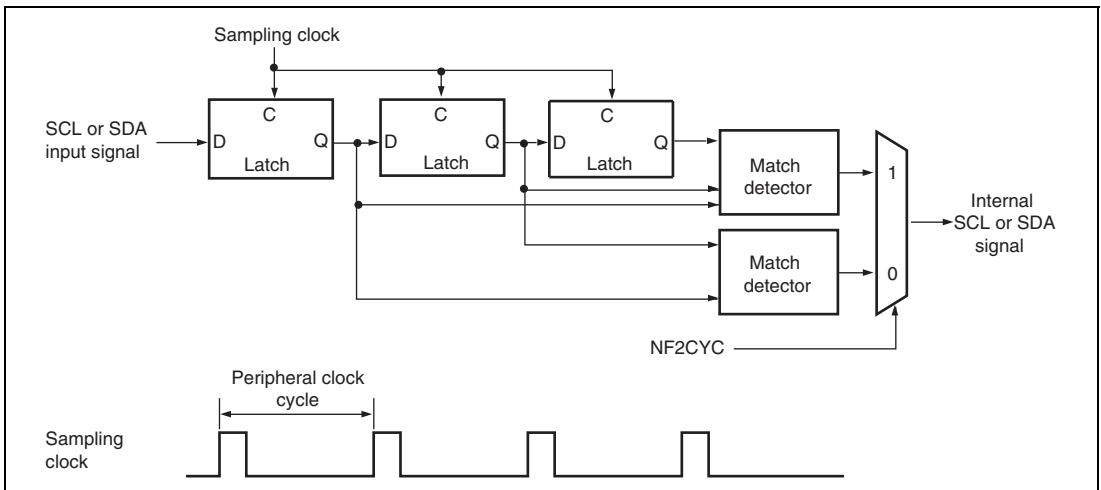 Sampling clock
C
C
C
SCL or SDA
input signal
D
Q
Latch
D
Q
Latch
D
Q
Latch
Match
detector
1
Internal
SCL or SDA
signal
Match
detector
0
NF2CYC
Peripheral clock
cycle
Sampling
clock